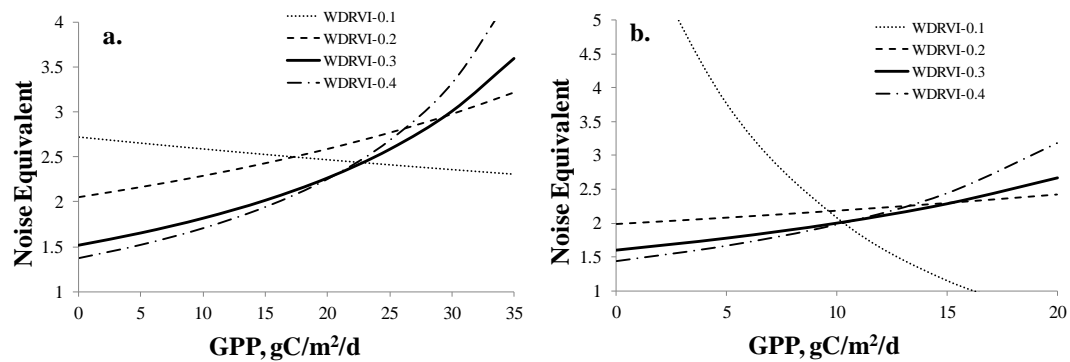 a.
WDRVI-0.1
WDRVI-0.2
WDRVI-0.3
WDRVI-0.4
Noise Equivalent
4
3.5
3
2.5
2
1.5
1
0 5 10 15 20 25 30 35
GPP, gC/m²/d
b.
WDRVI-0.1
WDRVI-0.2
WDRVI-0.3
WDRVI-0.4
Noise Equivalent
5
4.5
4
3.5
3
2.5
2
1.5
1
0 5 10 15 20
GPP, gC/m²/d